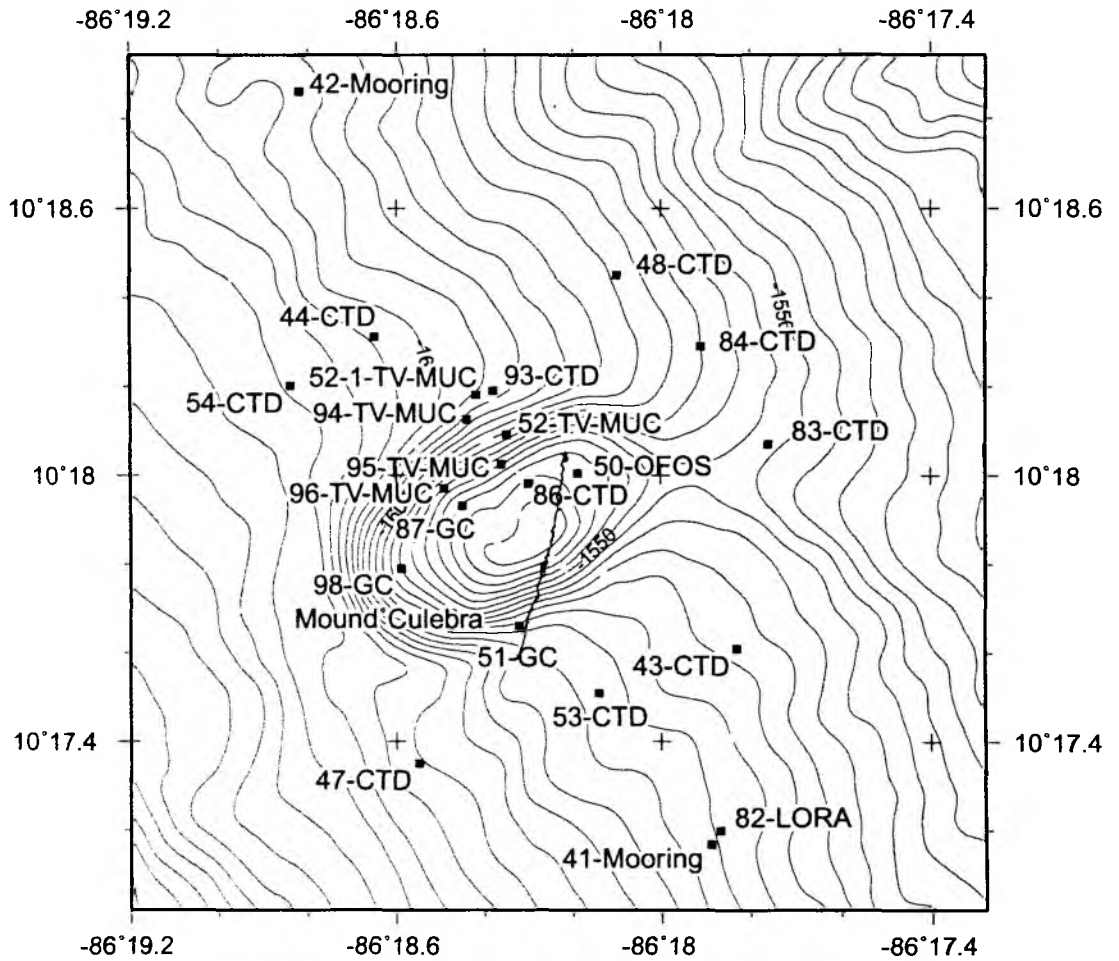 -86°19.2
-86°18.6
-86°18
-86°17.4
42-Mooring
10°18.6
10°18.6
48-CTD
-1550
44-CTD
-16
84-CTD
52-1-TV-MUC
93-CTD
54-CTD
94-TV-MUC
52-TV-MUC
83-CTD
95-TV-MUC
50-OFOS
10°18
10°18
96-TV-MUC
86-CTD
87-GC
-1550
98-GC
Mound Culebra
51-GC
43-CTD
53-CTD
10°17.4
10°17.4
47-CTD
82-LORA
41-Mooring
-86°19.2
-86°18.6
-86°18
-86°17.4